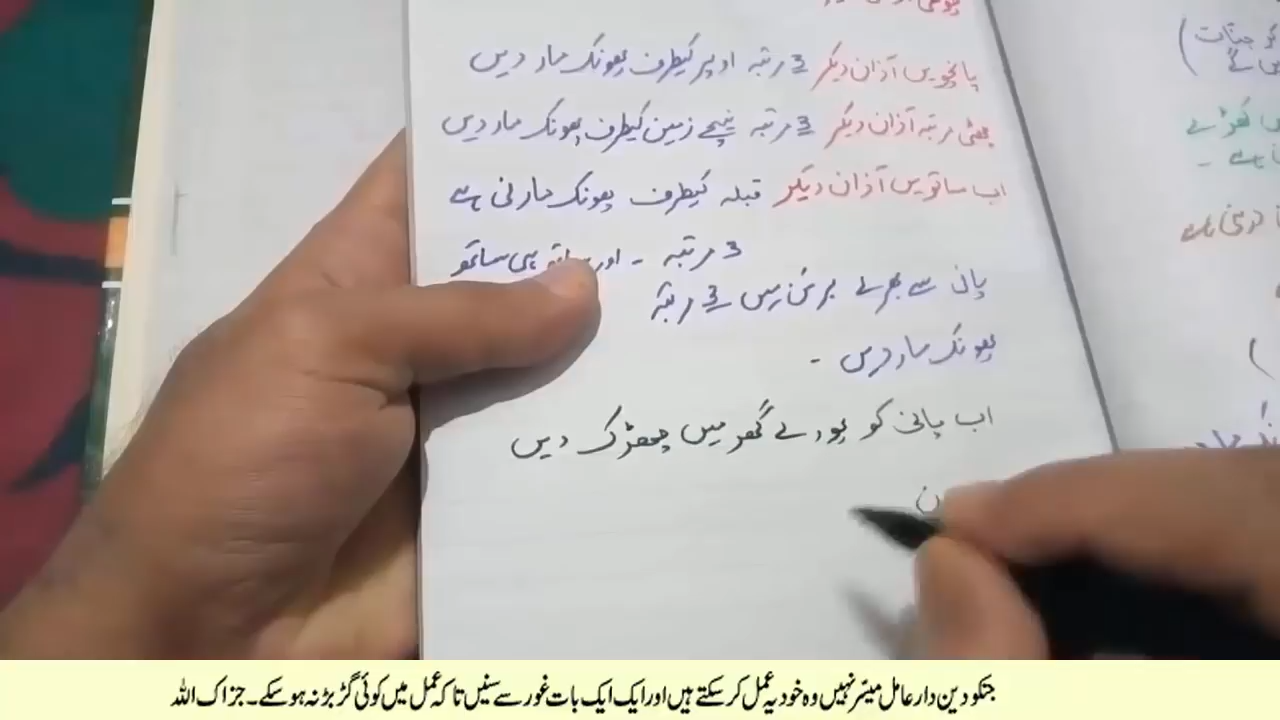 پانچویں آذان دیکر 3 مرتبہ اوپر کیطرف پھونک مار دیں
چھٹی مرتبہ آذان دیکر 3 مرتبہ نیچے زمین کیطرف پھونک مار دیں
اب ساتویں آذان دیکر قبلہ کیطرف پھونک مارنی ہے
3 مرتبہ ۔ اور ساتھ ہی ساتھ
پانی سے بھرے برتن میں 3 مرتبہ
پھونک مار دیں ۔
اب پانی کو پورے گھر میں چھڑک دیں
جنکو دین دار عامل میسّر نہیں وہ خود یہ عمل کر سکتے ہیں اور ایک ایک بات غور سے سنیں تاکہ عمل میں کوئی گڑبڑ نہ ہو سکے۔ جزاک اللہ